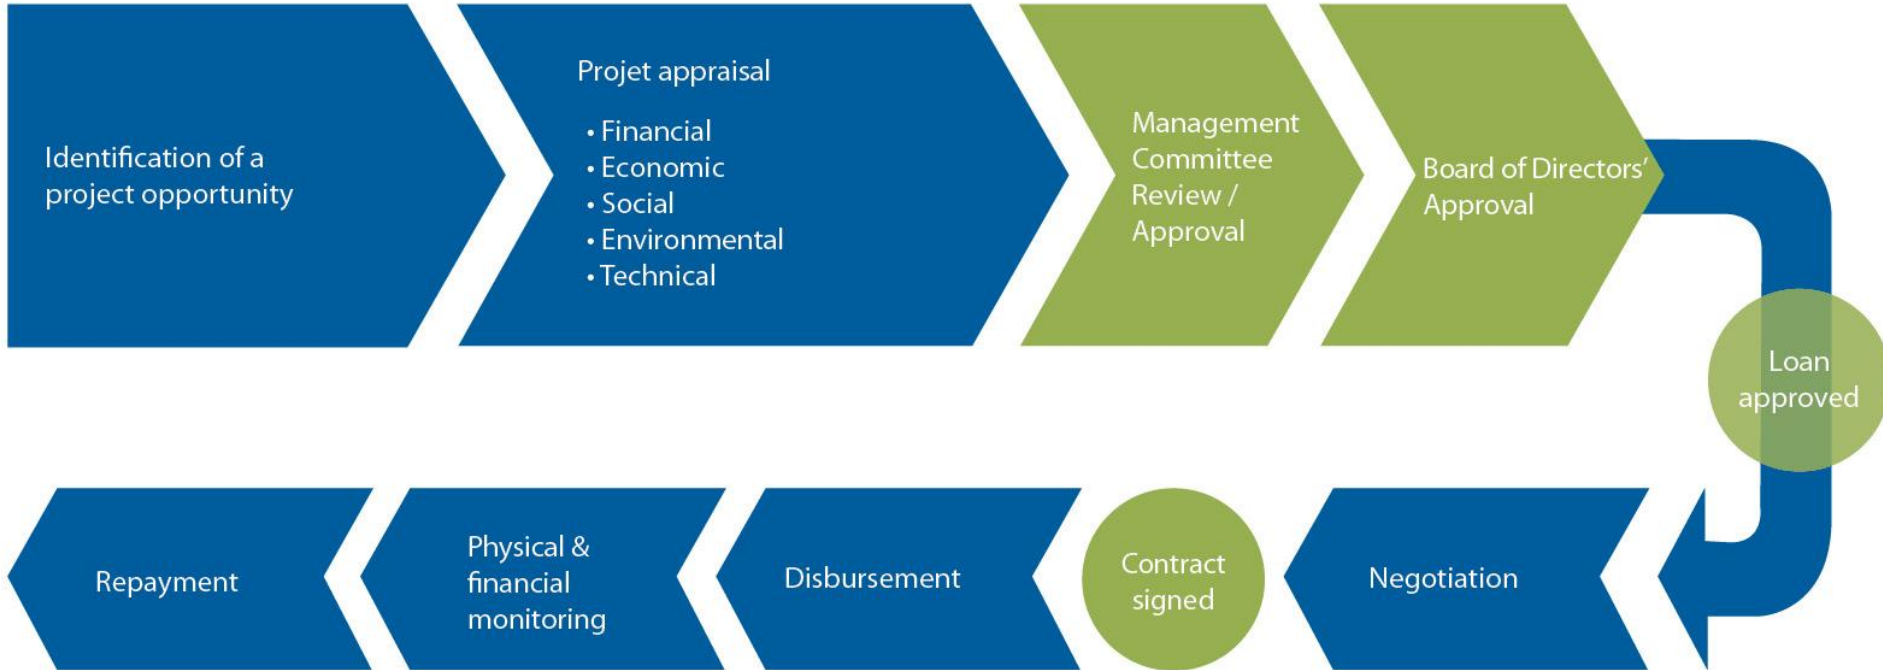 Identification of a
project opportunity
Projet appraisal
• Financial
• Economic
• Social
• Environmental
• Technical
Management
Committee
Review /
Approval
Board of Directors’
Approval
Loan
approved
Negotiation
Contract
signed
Disbursement
Physical &
financial
monitoring
Repayment